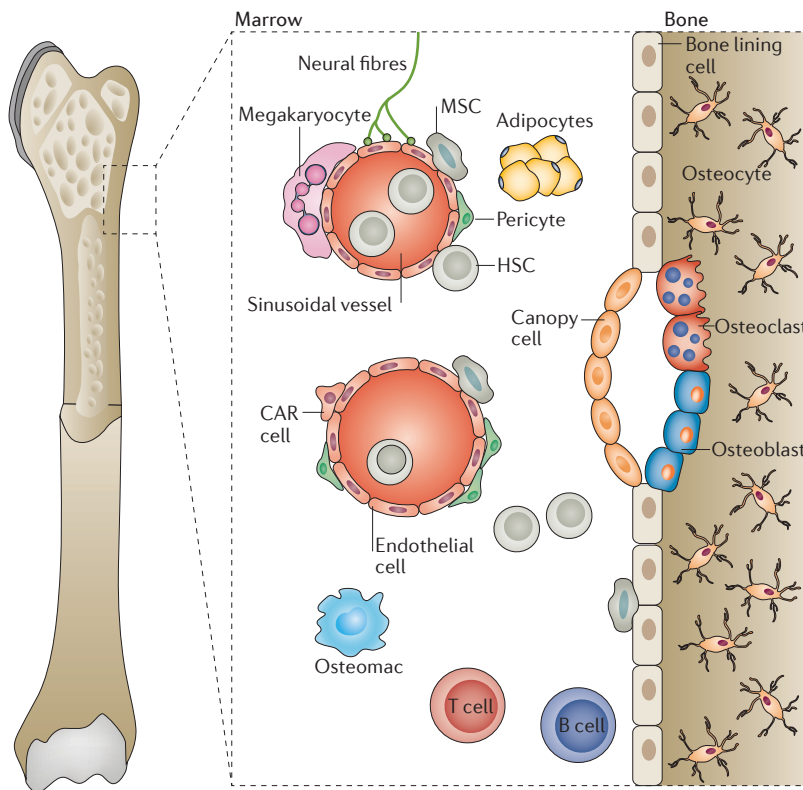 Marrow
Bone
Neural fibres
Bone lining
cell
Megakaryocyte
MSC
Adipocytes
Osteocyte
Pericyte
HSC
Sinusoidal vessel
Canopy
cell
Osteoclast
CAR
cell
Osteoblast
Endothelial
cell
Osteomac
T cell
B cell